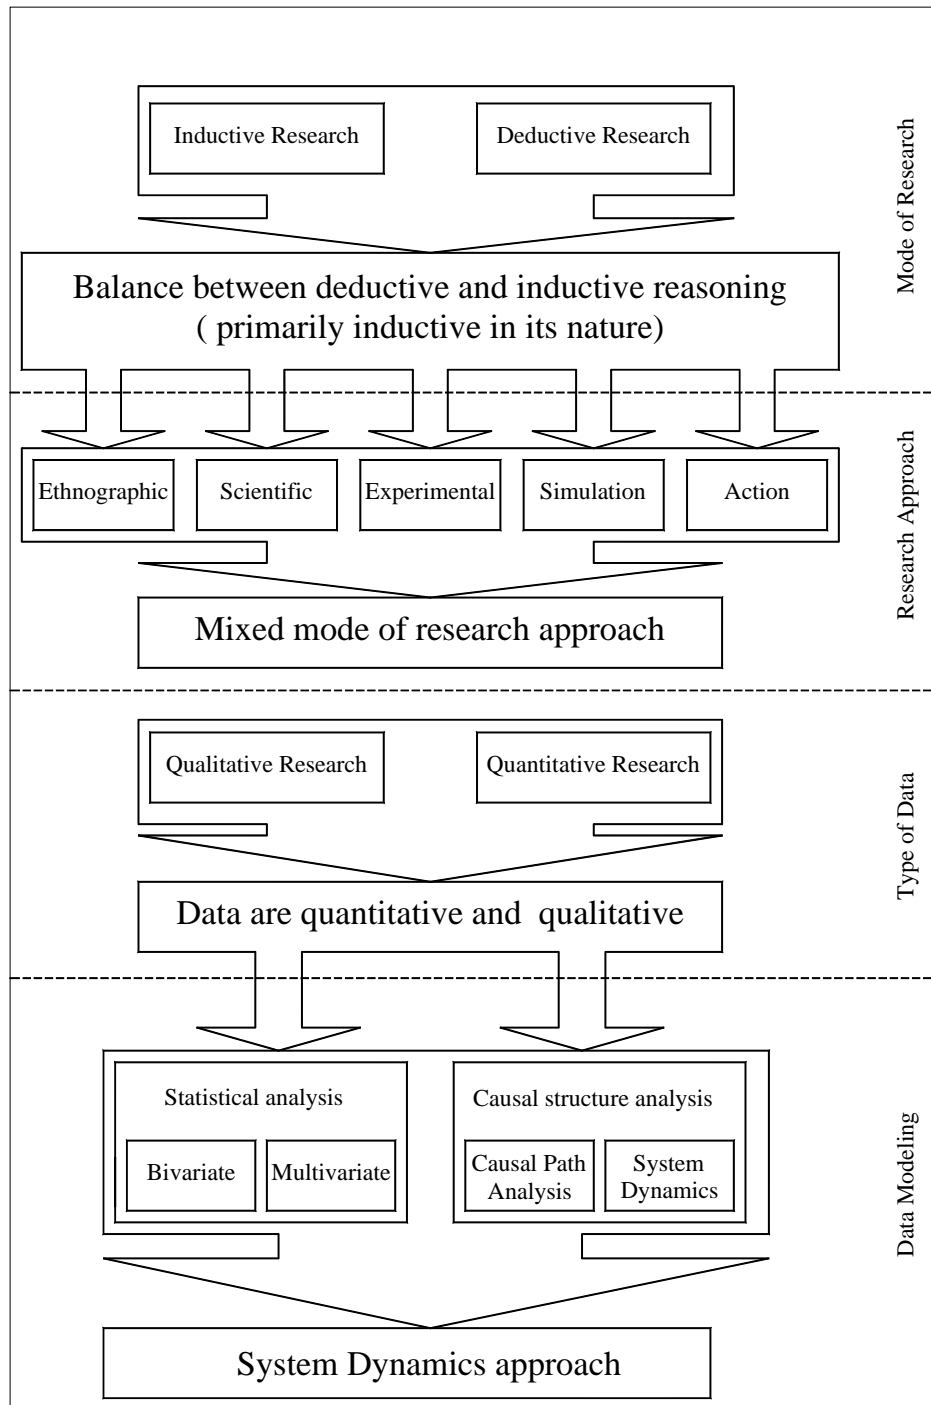 Inductive Research
Deductive Research
Mode of Research
Balance between deductive and inductive reasoning
( primarily inductive in its nature)
Ethnographic
Scientific
Experimental
Simulation
Action
Research Approach
Mixed mode of research approach
Qualitative Research
Quantitative Research
Type of Data
Data are quantitative and qualitative
Statistical analysis
Bivariate
Multivariate
Causal structure analysis
Causal Path
Analysis
System
Dynamics
Data Modeling
System Dynamics approach